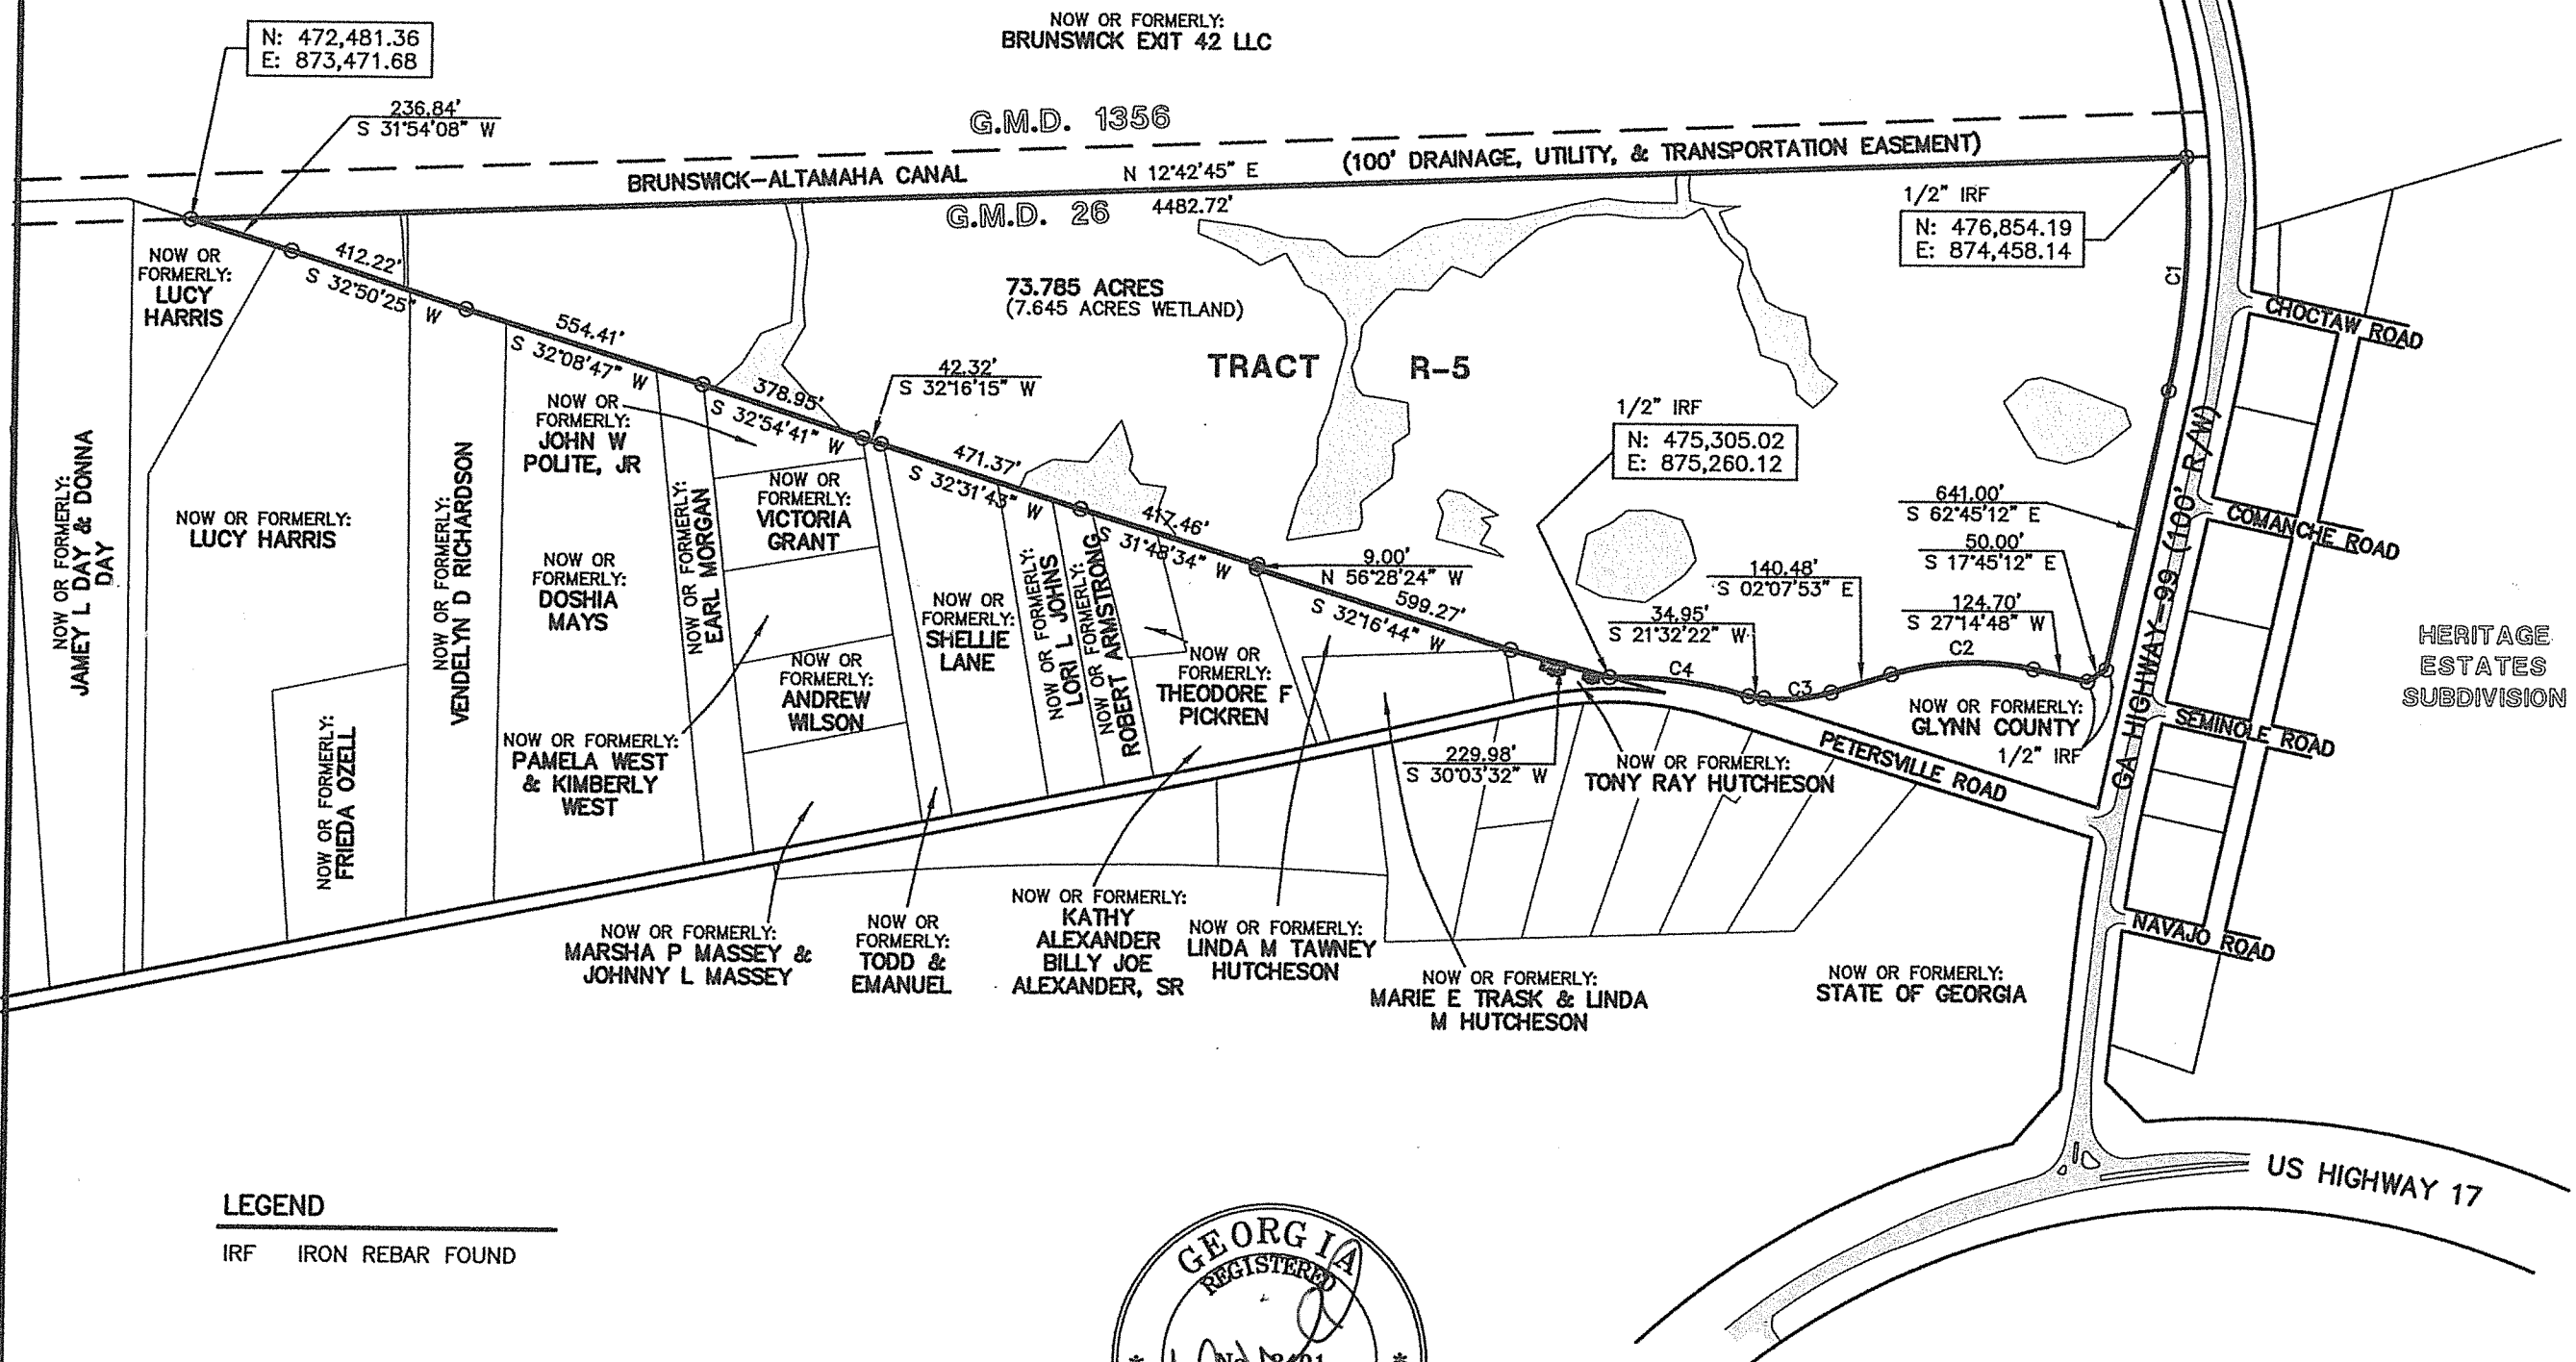 NOW OR FORMERLY:
BRUNSWICK EXIT 42 LLC
N: 472,481.36
E: 873,471.68
236.84'
S 31°54'08" W
G.M.D. 1356
BRUNSWICK-ALTAMAHA CANAL
N 12°42'45" E
(100' DRAINAGE, UTILITY, & TRANSPORTATION EASEMENT)
G.M.D. 26
4482.72'
1/2" IRF
N: 476,854.19
E: 874,458.14
C1
73.785 ACRES
(7.645 ACRES WETLAND)
TRACT R-5
NOW OR
FORMERLY:
LUCY
HARRIS
412.22'
S 32°50'25" W
554.41'
S 32°08'47" W
378.95'
S 32°54'41" W
42.32'
S 32°16'15" W
471.37'
S 32°31'43" W
417.46'
S 31°48'34" W
9.00'
N 56°28'24" W
599.27'
S 32°16'44" W
1/2" IRF
N: 475,305.02
E: 875,260.12
34.95'
S 21°32'22" W
140.48'
S 02°07'53" E
641.00'
S 62°45'12" E
50.00'
S 17°45'12" E
124.70'
S 27°14'48" W
C2
C3
C4
NOW OR FORMERLY:
GLYNN COUNTY
1/2" IRF
229.98'
S 30°03'32" W
NOW OR FORMERLY:
TONY RAY HUTCHESON
PETERSVILLE ROAD
GA HIGHWAY-99 (100' R/W)
CHOCTAW ROAD
COMANCHE ROAD
SEMINOLE ROAD
NAVAJO ROAD
HERITAGE
ESTATES
SUBDIVISION
NOW OR FORMERLY:
JAMEY L DAY & DONNA
DAY
NOW OR FORMERLY:
LUCY HARRIS
NOW OR FORMERLY:
FRIEDA OZELL
NOW OR FORMERLY:
VENDELYN D RICHARDSON
NOW OR
FORMERLY:
DOSHIA
MAYS
NOW OR
FORMERLY:
JOHN W
POLITE, JR
NOW OR FORMERLY:
EARL MORGAN
NOW OR
FORMERLY:
VICTORIA
GRANT
NOW OR
FORMERLY:
ANDREW
WILSON
NOW OR FORMERLY:
PAMELA WEST
& KIMBERLY
WEST
NOW OR
FORMERLY:
SHELLIE
LANE
NOW OR FORMERLY:
LORI L JOHNS
NOW OR FORMERLY:
ROBERT ARMSTRONG
NOW OR
FORMERLY:
THEODORE F
PICKREN
NOW OR FORMERLY:
MARSHA P MASSEY &
JOHNNY L MASSEY
NOW OR
FORMERLY:
TODD &
EMANUEL
NOW OR FORMERLY:
KATHY
ALEXANDER
BILLY JOE
ALEXANDER, SR
NOW OR FORMERLY:
LINDA M TAWNEY
HUTCHESON
NOW OR FORMERLY:
MARIE E TRASK & LINDA
M HUTCHESON
NOW OR FORMERLY:
STATE OF GEORGIA
US HIGHWAY 17
LEGEND
IRF IRON REBAR FOUND
GEORGIA
REGISTERED